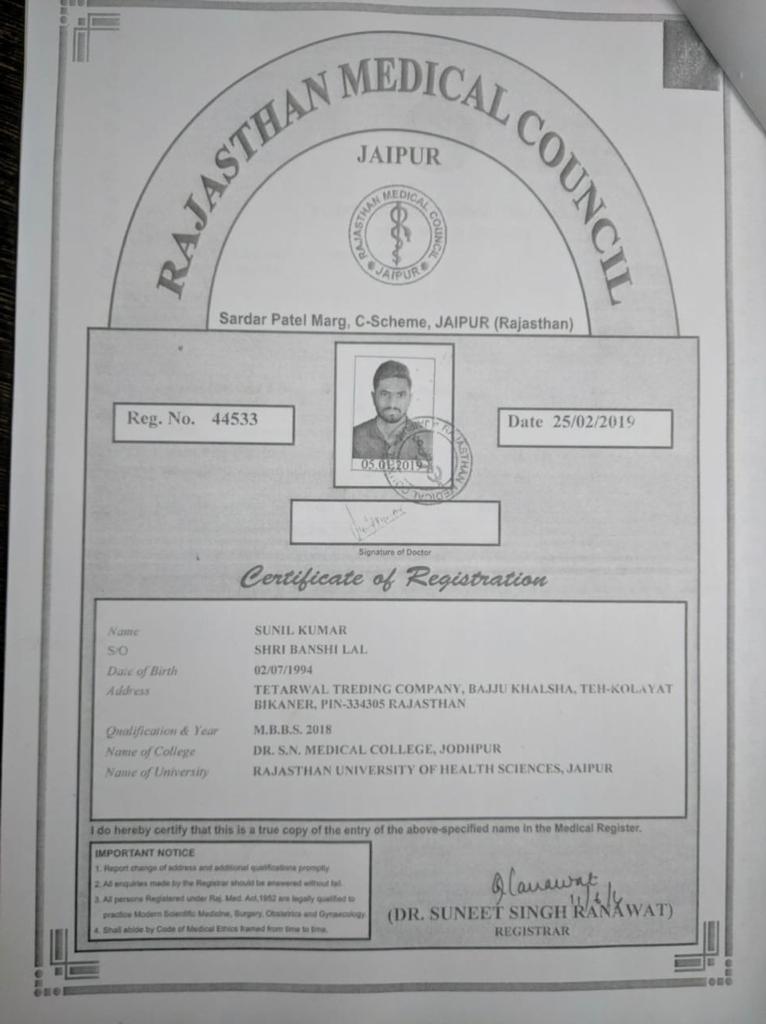 RAJASTHAN MEDICAL COUNCIL
JAIPUR
RAJASTHAN MEDICAL COUNCIL
JAIPUR
Sardar Patel Marg, C-Scheme, JAIPUR (Rajasthan)
Reg. No. 44533
Date 25/02/2019
05.01.2019
RAJASTHAN MEDICAL
Signature of Doctor
Certificate of Registration
Name SUNIL KUMAR
S/O SHRI BANSHI LAL
Date of Birth 02/07/1994
Address TETARWAL TREDING COMPANY, BAJJU KHALSHA, TEH-KOLAYAT
BIKANER, PIN-334305 RAJASTHAN
Qualification & Year M.B.B.S. 2018
Name of College DR. S.N. MEDICAL COLLEGE, JODHPUR
Name of University RAJASTHAN UNIVERSITY OF HEALTH SCIENCES, JAIPUR
I do hereby certify that this is a true copy of the entry of the above-specified name in the Medical Register.
IMPORTANT NOTICE
1. Report change of address and additional qualifications promptly.
2. All enquiries made by the Registrar should be answered without fail.
3. All persons Registered under Raj. Med. Act,1952 are legally qualified to
practice Modern Scientific Medicine, Surgery, Obstetrics and Gynaecology.
4. Shall abide by Code of Medical Ethics framed from time to time.
(DR. SUNEET SINGH RANAWAT)
REGISTRAR